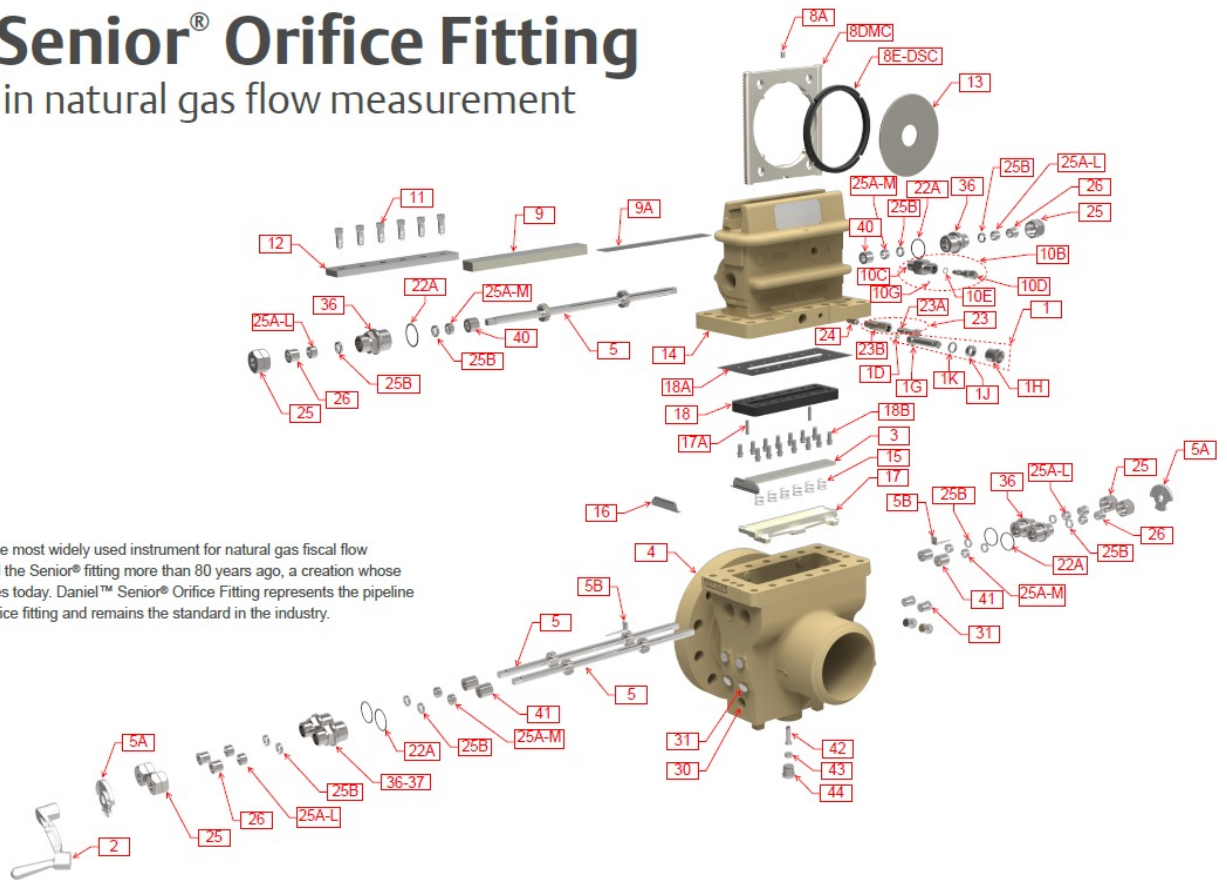 Senior® Orifice Fitting
in natural gas flow measurement
8A
8DMC
8E-DSC
13
11
9
9A
12
25A-M
22A
36
25B
25A-L
26
25
25B
40
10B
10C
10G
10E
10D
22A
25A-M
36
25A-L
40
5
25B
25B
26
25
14
24
23B
23A
23
1
1D
1G
1K
1J
1H
18A
18
17A
18B
3
15
17
16
4
5B
25B
36
25A-L
25
5A
26
25B
22A
25A-M
41
31
e most widely used instrument for natural gas fiscal flow
l the Senior® fitting more than 80 years ago, a creation whose
es today. Daniel™ Senior® Orifice Fitting represents the pipeline
ice fitting and remains the standard in the industry.
5B
5
5
41
25A-M
25B
22A
36-37
25B
25A-L
26
25
5A
2
31
30
42
43
44